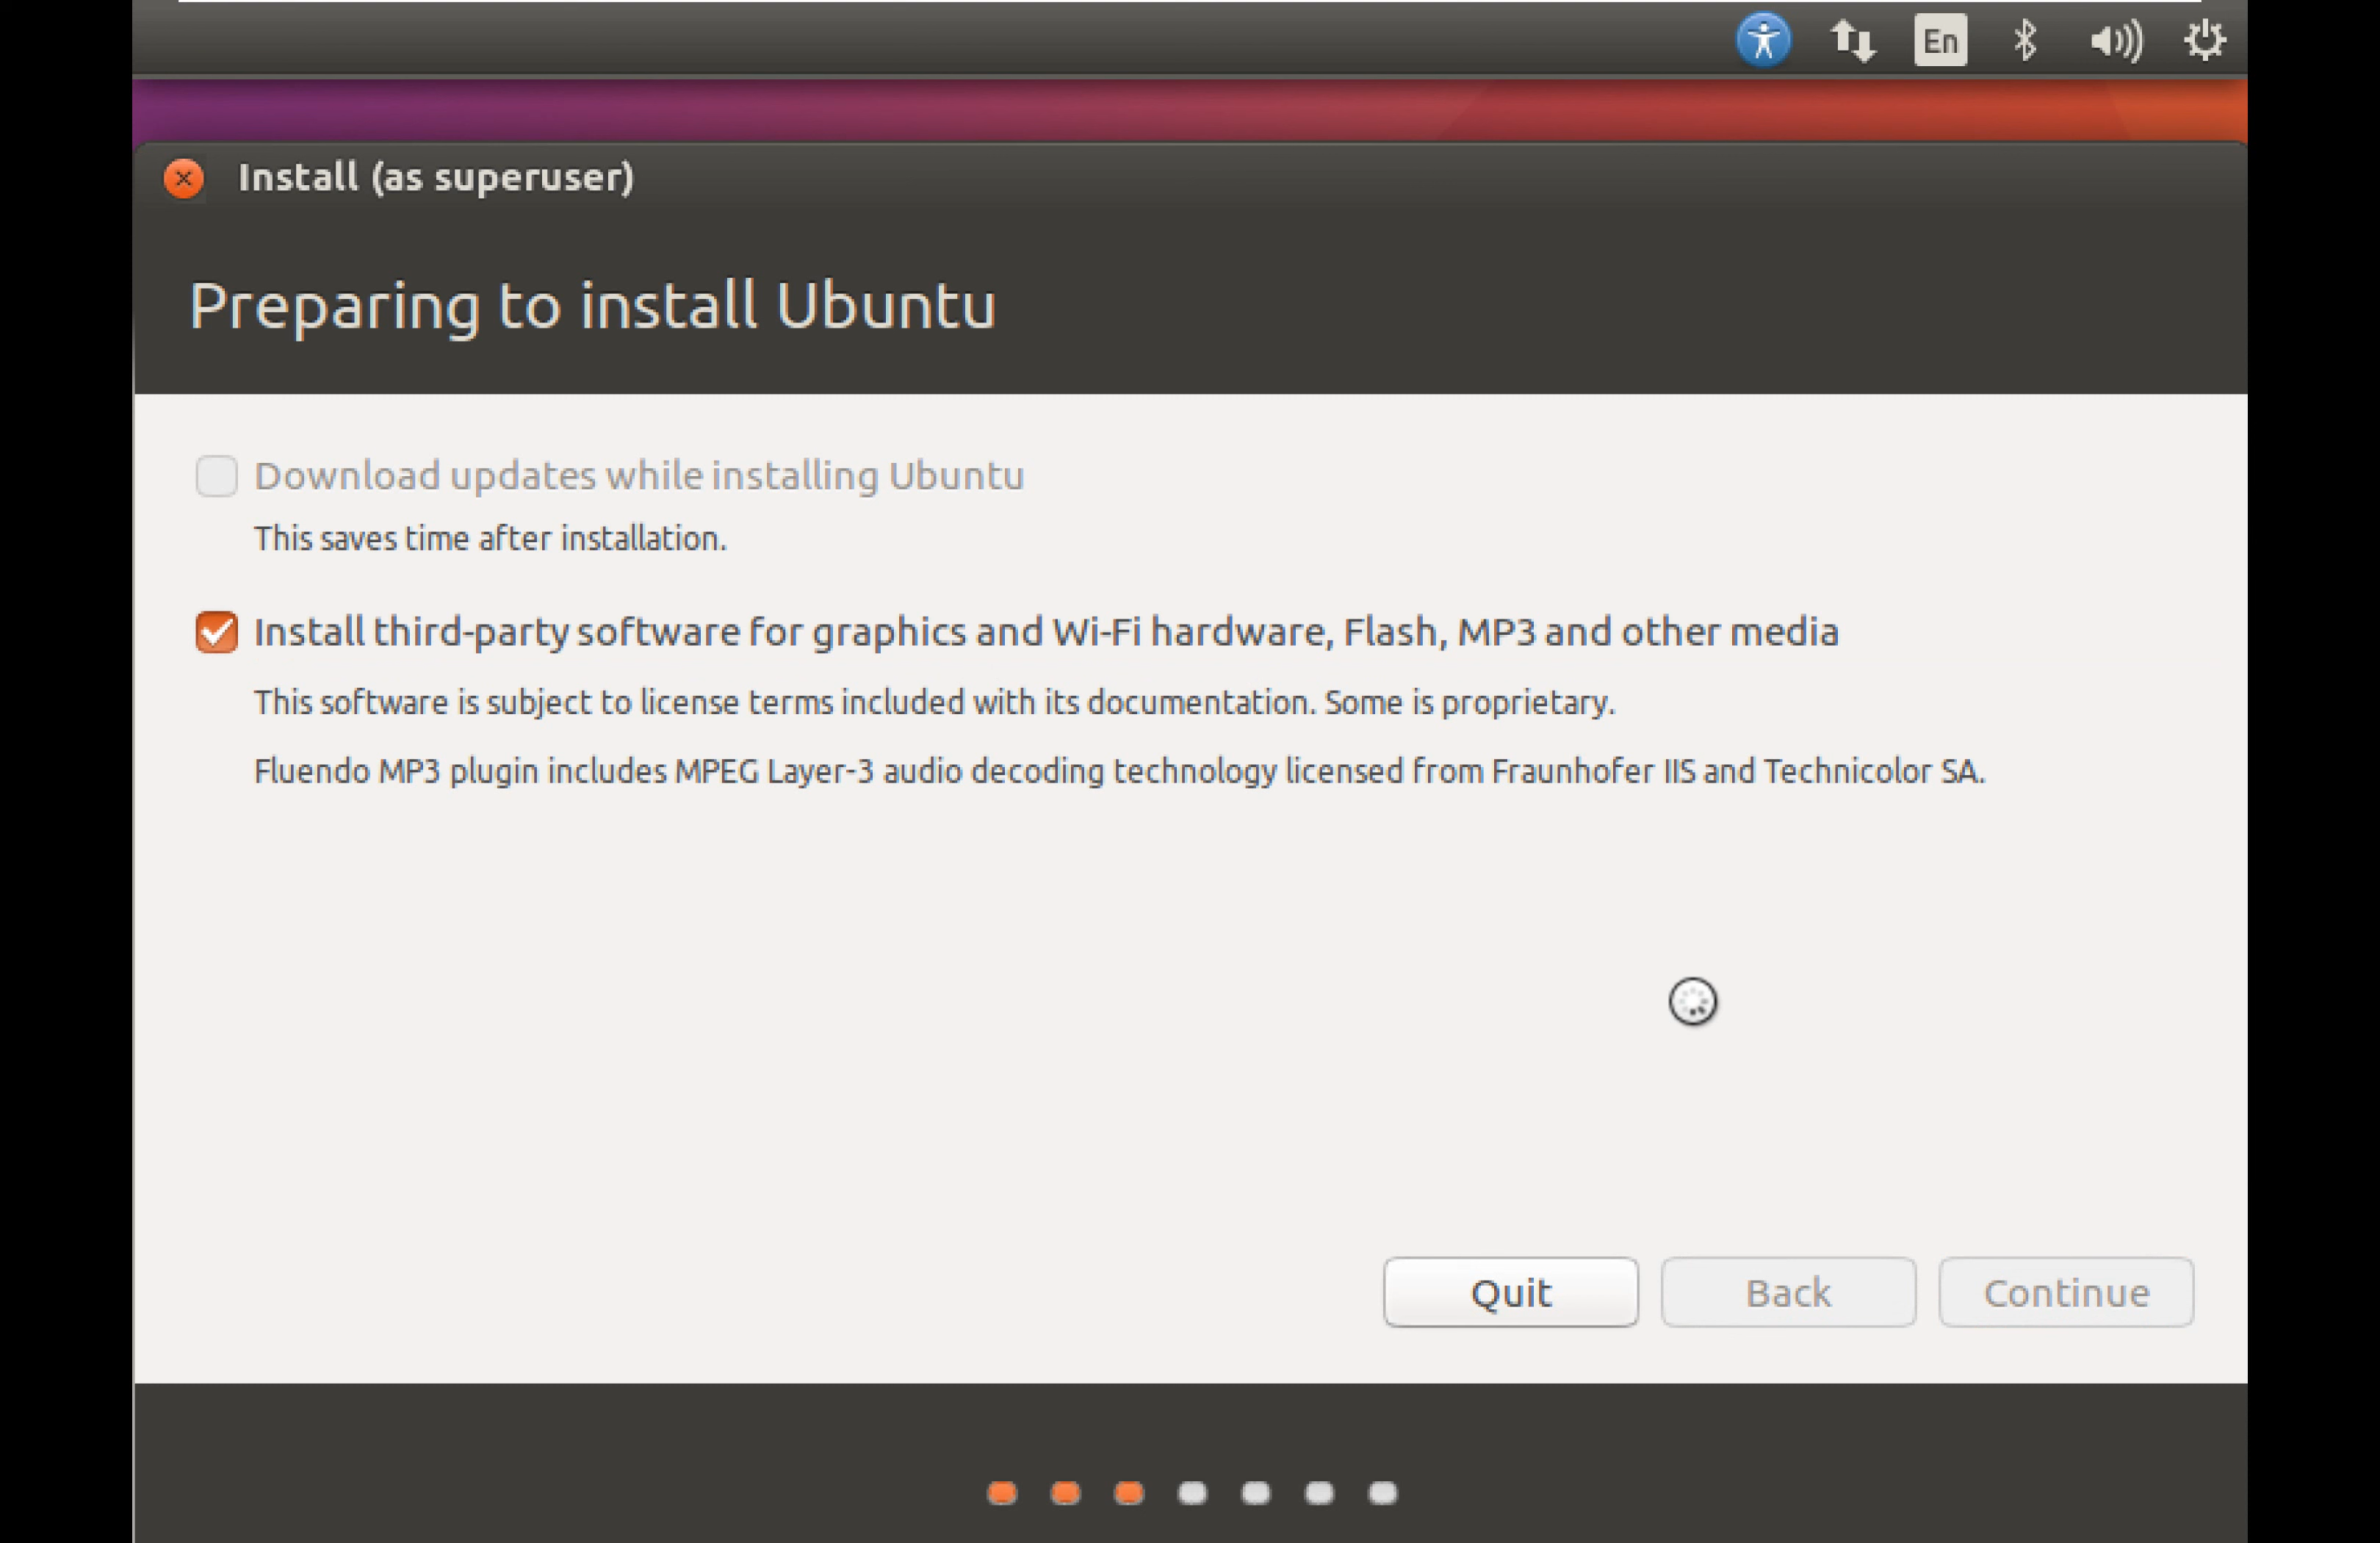 En
Install (as superuser)
Preparing to install Ubuntu
Download updates while installing Ubuntu
This saves time after installation.
Install third-party software for graphics and Wi-Fi hardware, Flash, MP3 and other media
This software is subject to license terms included with its documentation. Some is proprietary.
Fluendo MP3 plugin includes MPEG Layer-3 audio decoding technology licensed from Fraunhofer IIS and Technicolor SA.
Quit
Back
Continue